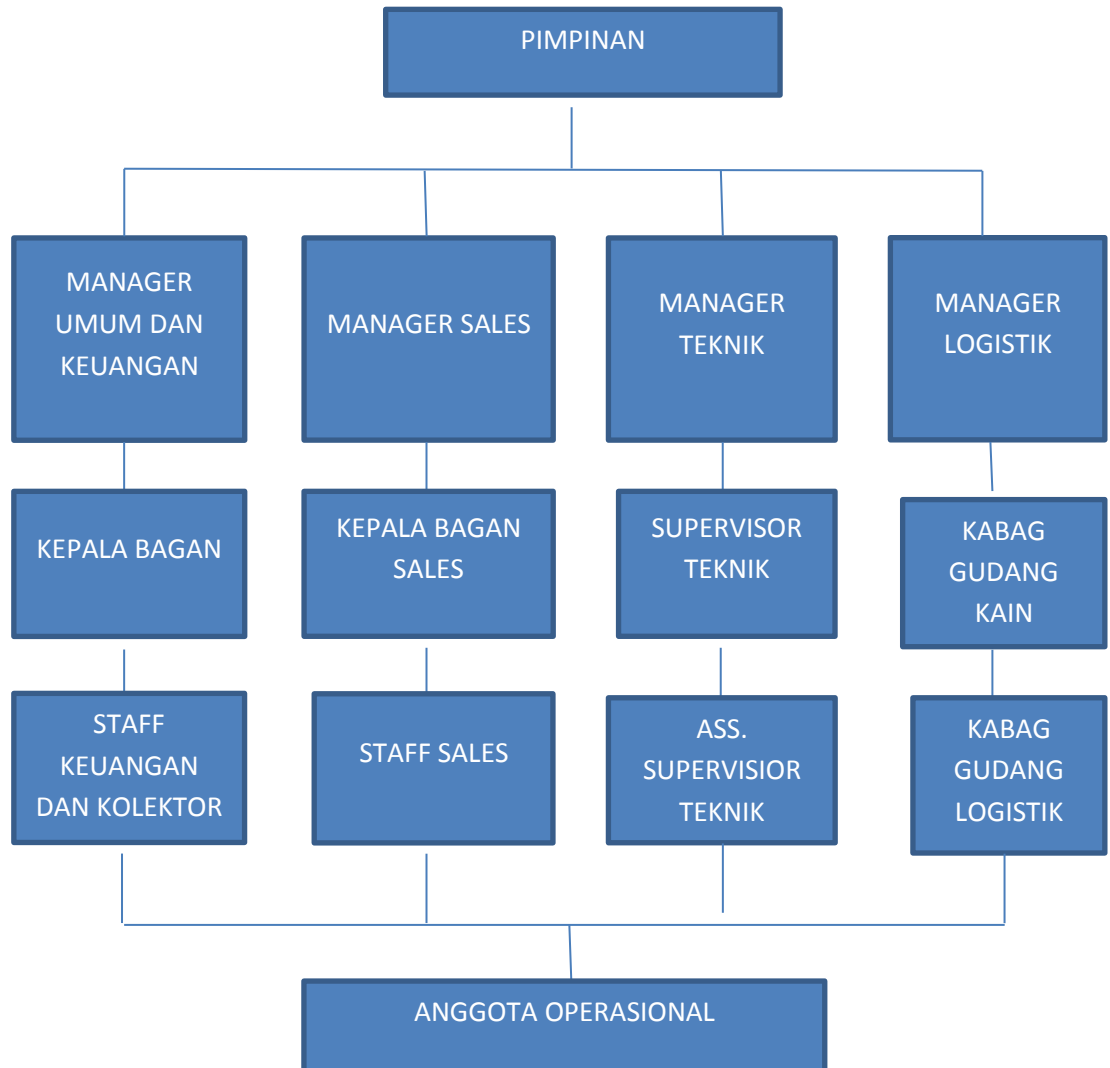 PIMPINAN
MANAGER
UMUM DAN
KEUANGAN
MANAGER SALES
MANAGER
TEKNIK
MANAGER
LOGISTIK
KEPALA BAGAN
KEPALA BAGAN
SALES
SUPERVISOR
TEKNIK
KABAG
GUDANG
KAIN
STAFF
KEUANGAN
DAN KOLEKTOR
STAFF SALES
ASS.
SUPERVISIOR
TEKNIK
KABAG
GUDANG
LOGISTIK
ANGGOTA OPERASIONAL